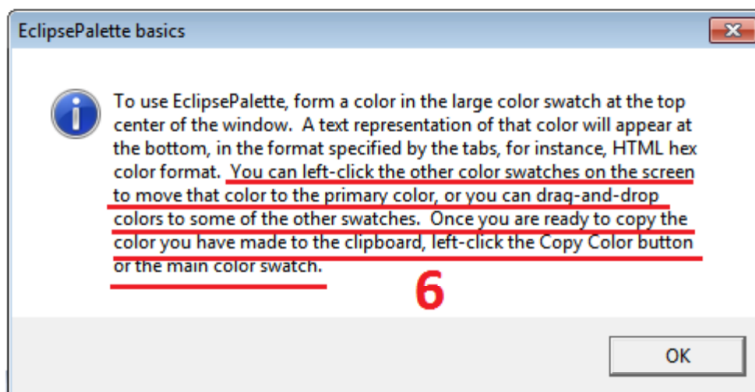 EclipsePalette basics
To use EclipsePalette, form a color in the large color swatch at the top
center of the window.  A text representation of that color will appear at
the bottom, in the format specified by the tabs, for instance, HTML hex
color format.  You can left-click the other color swatches on the screen
to move that color to the primary color, or you can drag-and-drop
colors to some of the other swatches.  Once you are ready to copy the
color you have made to the clipboard, left-click the Copy Color button
or the main color swatch.
6
OK